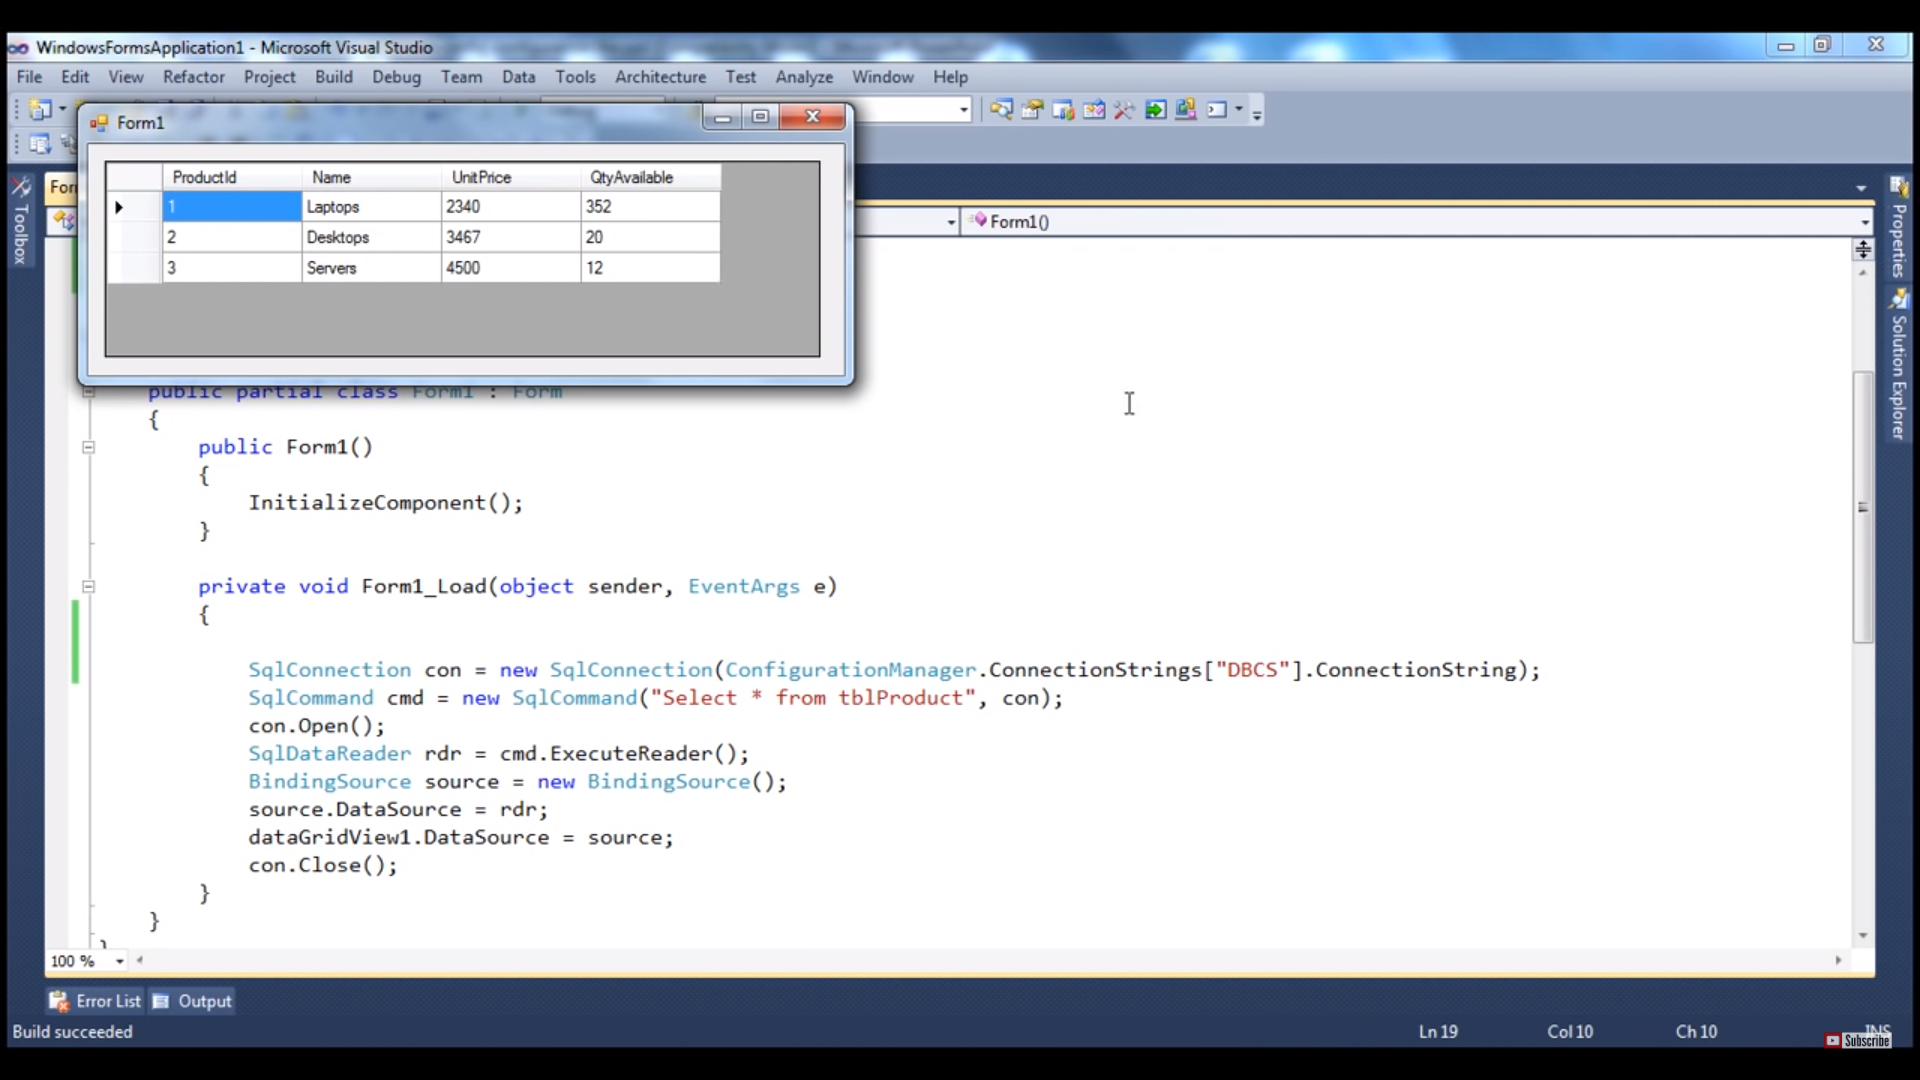 WindowsFormsApplication1 - Microsoft Visual Studio
File Edit View Refactor Project Build Debug Team Data Tools Architecture Test Analyze Window Help
Form1
ProductId Name UnitPrice QtyAvailable
1 Laptops 2340 352
2 Desktops 3467 20
3 Servers 4500 12
Toolbox
For
Form1()
Properties
Solution Explorer
public partial class Form1 : Form
{
public Form1()
{
InitializeComponent();
}
private void Form1_Load(object sender, EventArgs e)
{
SqlConnection con = new SqlConnection(ConfigurationManager.ConnectionStrings["DBCS"].ConnectionString);
SqlCommand cmd = new SqlCommand("Select * from tblProduct", con);
con.Open();
SqlDataReader rdr = cmd.ExecuteReader();
BindingSource source = new BindingSource();
source.DataSource = rdr;
dataGridView1.DataSource = source;
con.Close();
}
}
}
100 %
Error List Output
Build succeeded Ln 19 Col 10 Ch 10 INS
Subscribe